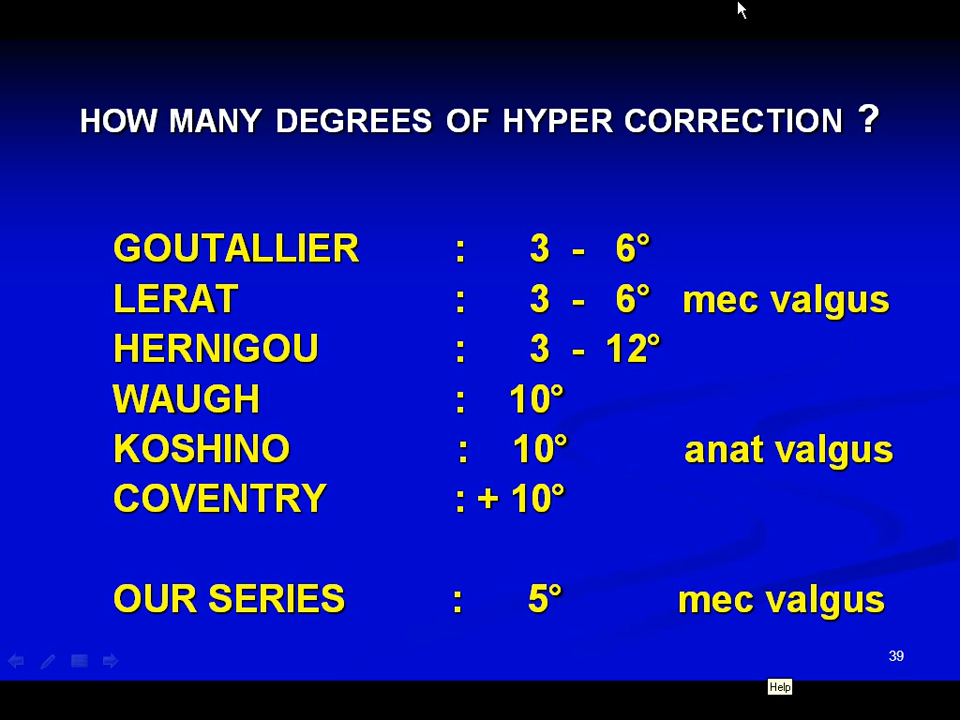 HOW MANY DEGREES OF HYPER CORRECTION ?
GOUTALLIER : 3 - 6°
LERAT : 3 - 6° mec valgus
HERNIGOU : 3 - 12°
WAUGH : 10°
KOSHINO : 10° anat valgus
COVENTRY : + 10°
OUR SERIES : 5° mec valgus
39
Help